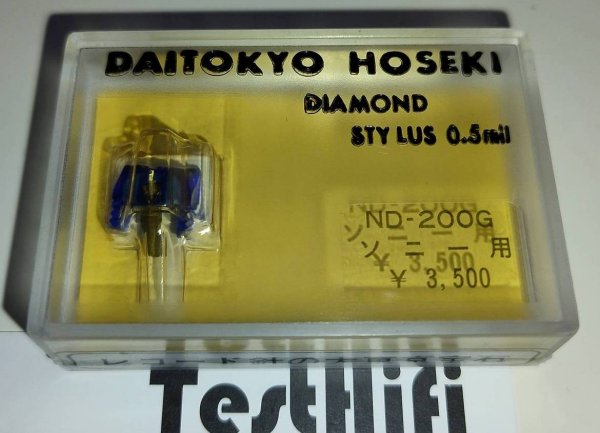 DAITOKYO HOSEKI
DIAMOND
STYLUS 0.5mil
ND-200G
ソニー用
¥ 3,500
TestHifi